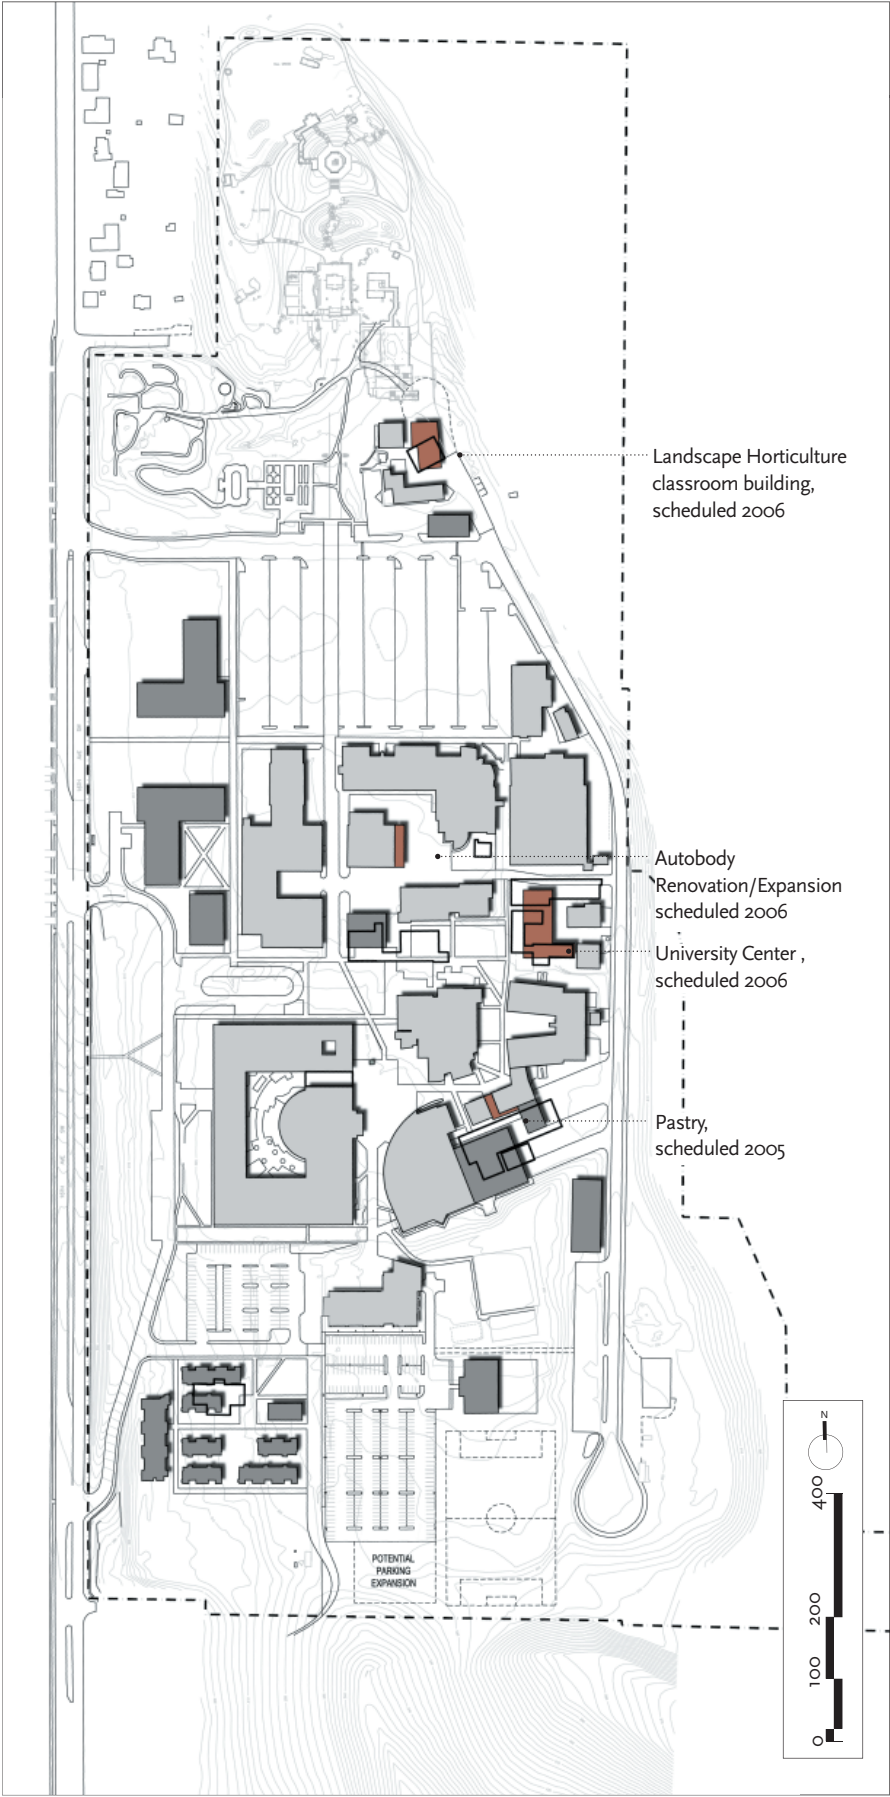 Landscape Horticulture
classroom building,
scheduled 2006
Autobody
Renovation/Expansion
scheduled 2006
University Center ,
scheduled 2006
Pastry,
scheduled 2005
N
400
200
100
0
POTENTIAL
PARKING
EXPANSION